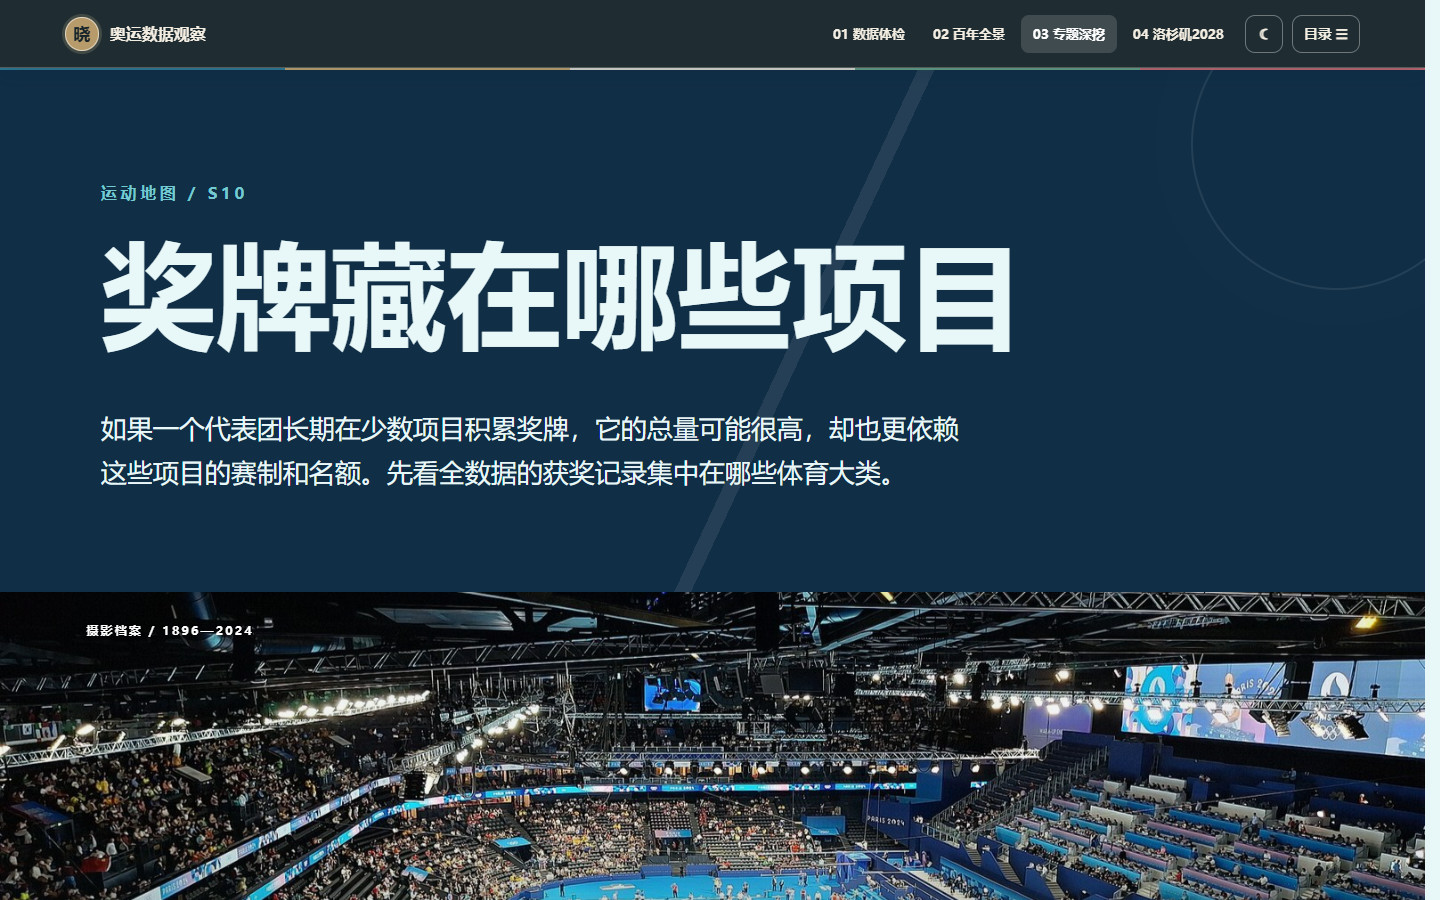 晓 奥运数据观察 01 数据体检 02 百年全景 03 专题深挖 04 洛杉矶2028 目录 ☰
运动地图 / S10
奖牌藏在哪些项目
如果一个代表团长期在少数项目积累奖牌，它的总量可能很高，却也更依赖
这些项目的赛制和名额。先看全数据的获奖记录集中在哪些体育大类。
摄影档案 / 1896—2024
PARIS 2024